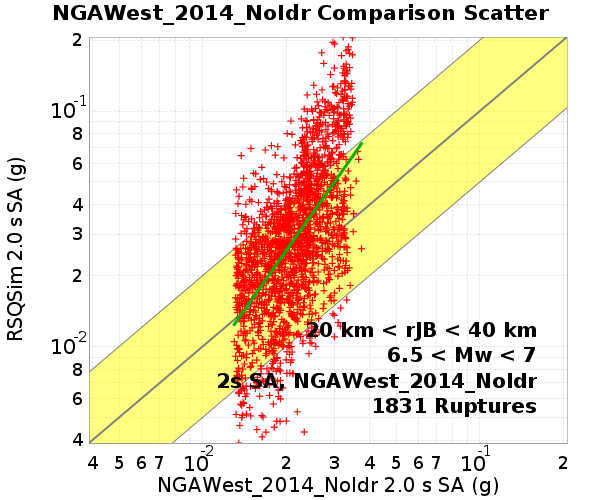 NGAWest_2014_NoIdr Comparison Scatter
RSQSim 2.0 s SA (g)
2
10-1
8
6
4
3
2
10-2
8
6
4
20 km < rJB < 40 km
6.5 < Mw < 7
2s SA, NGAWest_2014_NoIdr
1831 Ruptures
4 5 6 7 10-2 2 3 4 5 6 7 10-1 2
NGAWest_2014_NoIdr 2.0 s SA (g)